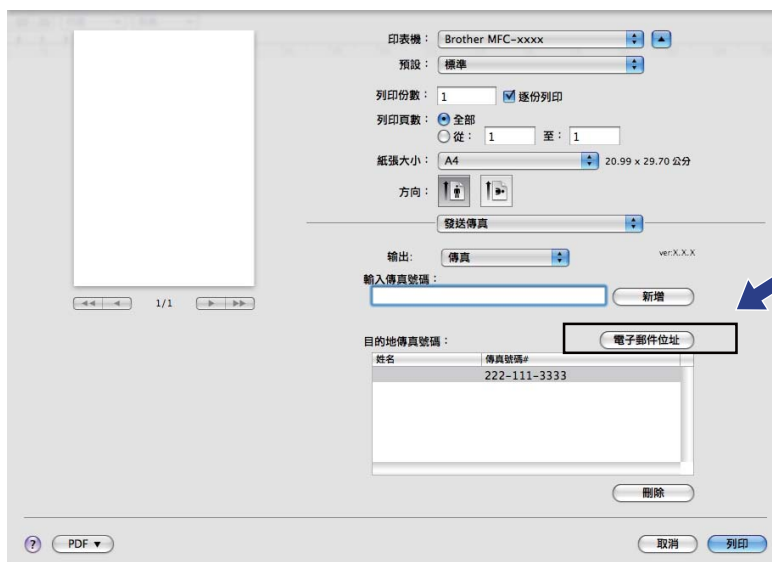 印表機： Brother MFC-xxxx
預設： 標準
列印份數： 1 逐份列印
列印頁數： 全部
從： 1 至： 1
紙張大小： A4 20.99 x 29.70 公分
方向：
發送傳真
输出: 傳真 ver:X.X.X
輸入傳真號碼：
新增
1/1
目的地傳真號碼： 電子郵件位址
姓名 傳真號碼#
222-111-3333
刪除
? PDF 取消 列印